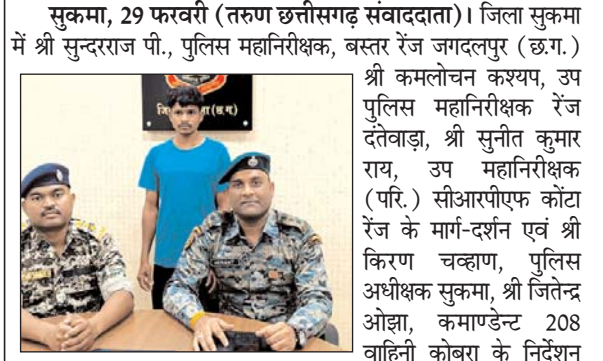 सुकमा, 29 फरवरी (तरुण छत्तीसगढ़ संवाददाता)। जिला सुकमा
में श्री सुन्दरराज पी., पुलिस महानिरीक्षक, बस्तर रेंज जगदलपुर (छ.ग.)
श्री कमलोचन कश्यप, उप
पुलिस महानिरीक्षक रेंज
दंतेवाड़ा, श्री सुनीत कुमार
राय, उप महानिरीक्षक
(परि.) सीआरपीएफ कोंटा
रेंज के मार्ग-दर्शन एवं श्री
किरण चव्हाण, पुलिस
अधीक्षक सुकमा, श्री जितेन्द्र
ओझा, कमाण्डेन्ट 208
वाहिनी कोबरा के निर्देशन
(छ.ग.)